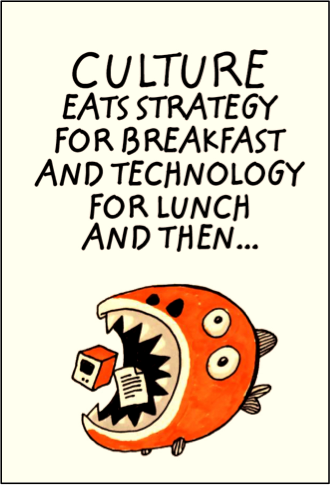 CULTURE
EATS STRATEGY
FOR BREAKFAST
AND TECHNOLOGY
FOR LUNCH
AND THEN...